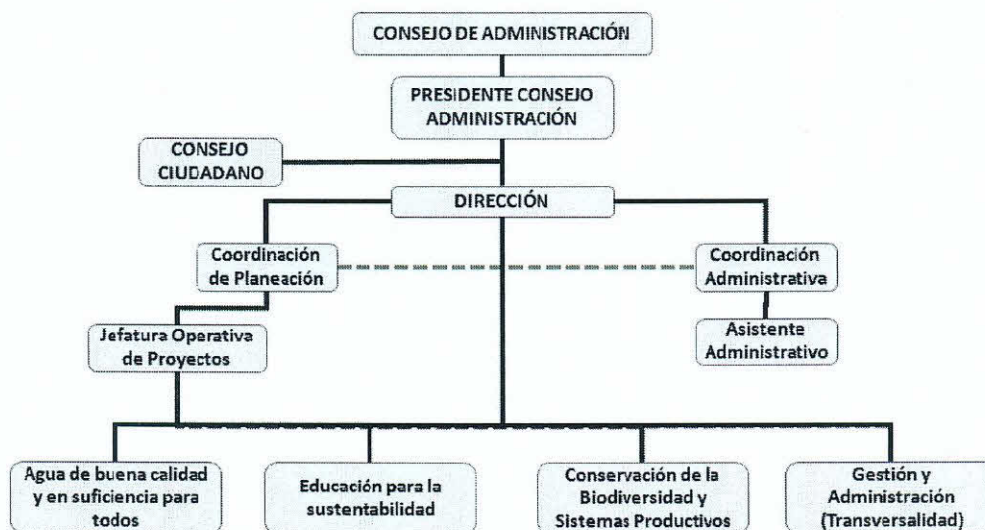 CONSEJO DE ADMINISTRACIÓN
PRESIDENTE CONSEJO
ADMINISTRACIÓN
CONSEJO
CIUDADANO
DIRECCIÓN
Coordinación
de Planeación
Coordinación
Administrativa
Jefatura Operativa
de Proyectos
Asistente
Administrativo
Agua de buena calidad
y en suficiencia para
todos
Educación para la
sustentabilidad
Conservación de la
Biodiversidad y
Sistemas Productivos
Gestión y
Administración
(Transversalidad)